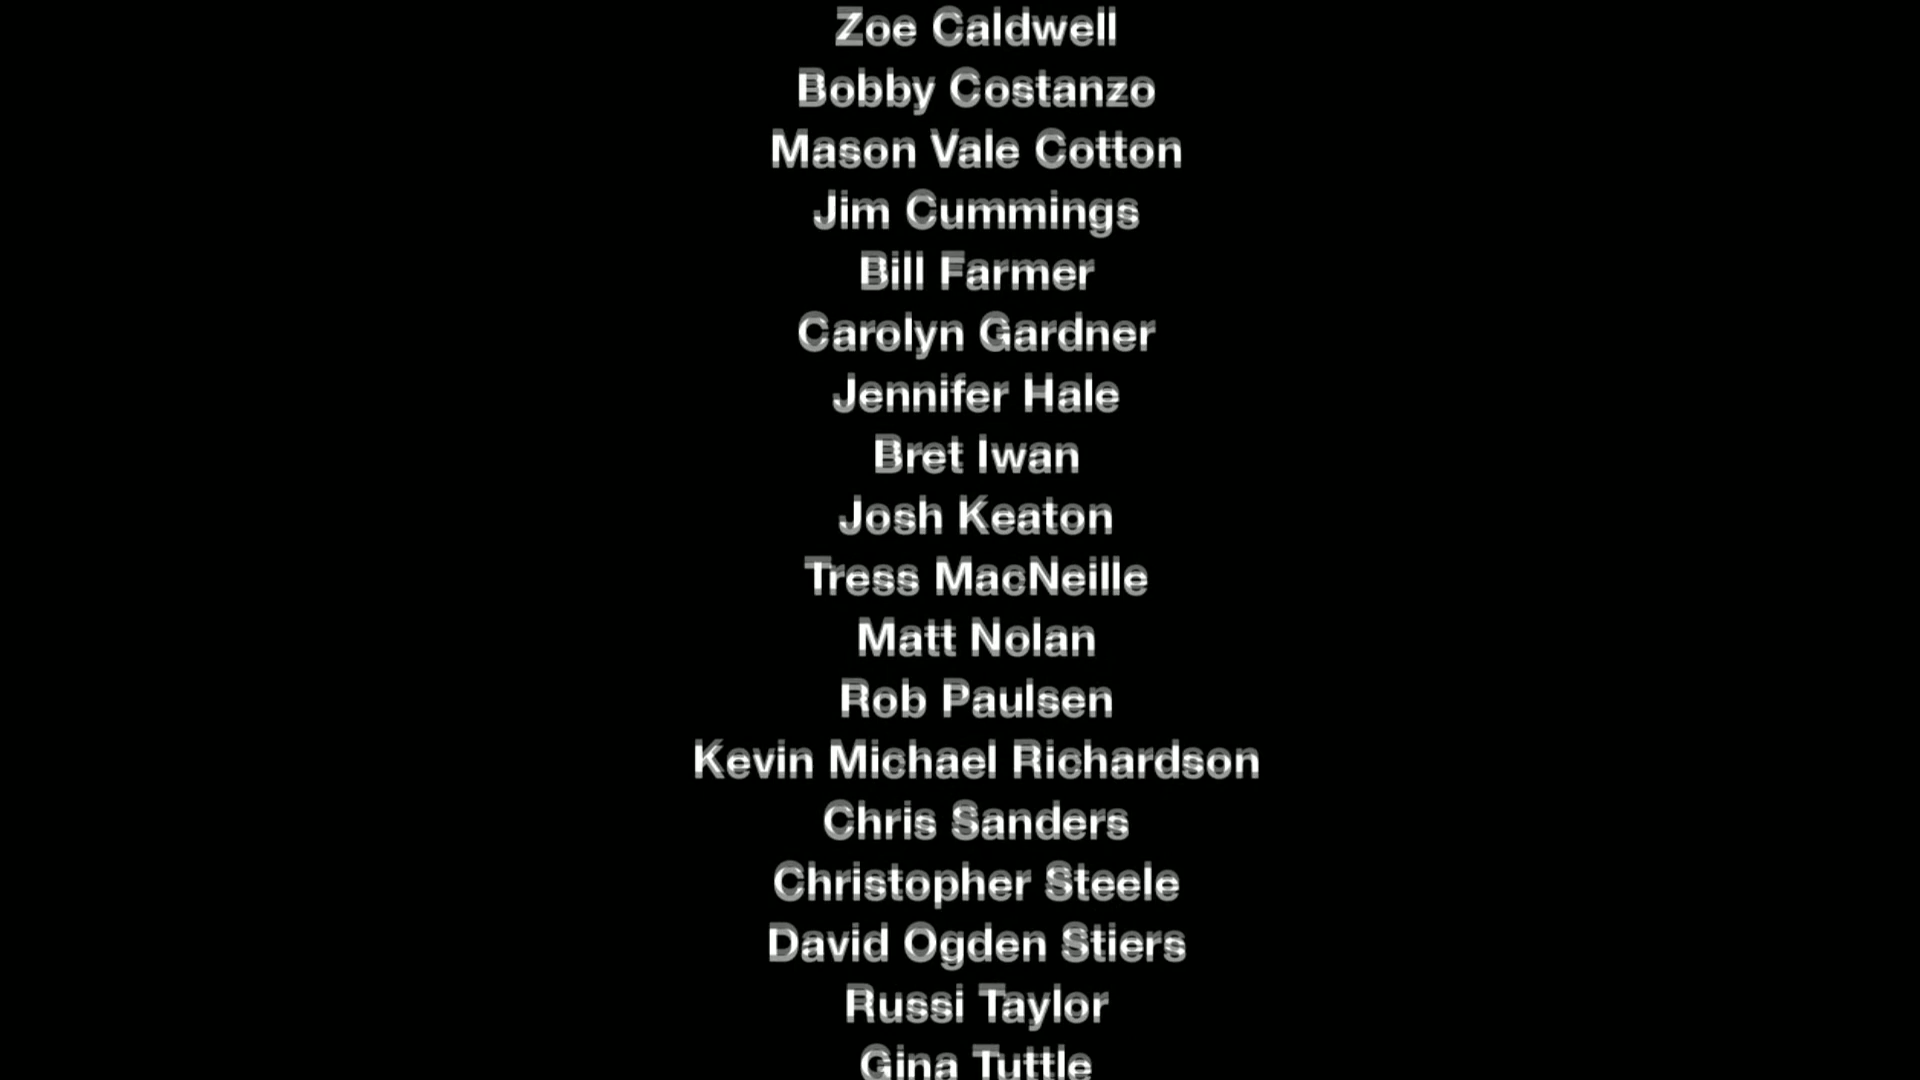 Zoe Caldwell
Bobby Costanzo
Mason Vale Cotton
Jim Cummings
Bill Farmer
Carolyn Gardner
Jennifer Hale
Bret Iwan
Josh Keaton
Tress MacNeille
Matt Nolan
Rob Paulsen
Kevin Michael Richardson
Chris Sanders
Christopher Steele
David Ogden Stiers
Russi Taylor
Gina Tuttle